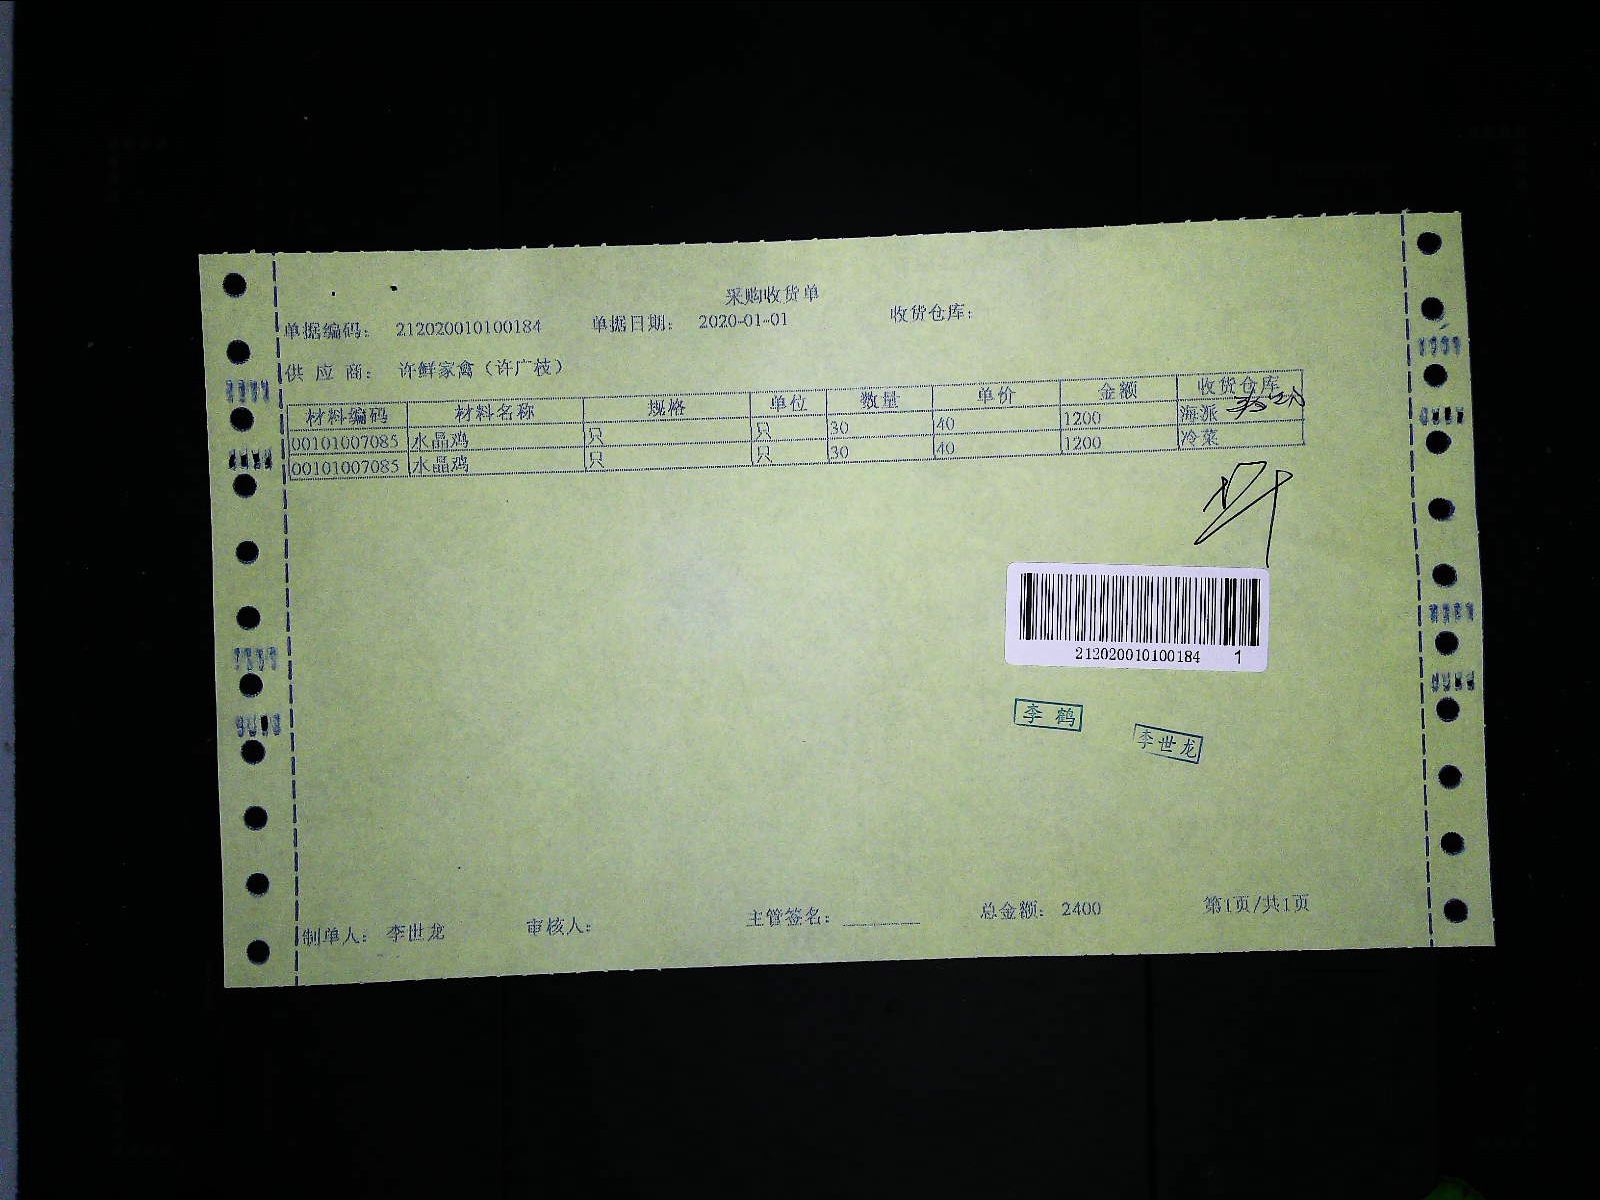 采购收货单
单据编码： 212020010100184 单据日期： 2020-01-01 收货仓库：
供 应 商： 许鲜家禽（许广枝）
材料编码 材料名称 规格 单位 数量 单价 金额 收货仓库
00101007085 水晶鸡 只 只 30 40 1200 海派
00101007085 水晶鸡 只 只 30 40 1200 冷菜
212020010100184 1
李 鹤
李世龙
制单人： 李世龙 审核人： 主管签名： 总金额： 2400 第1页/共1页